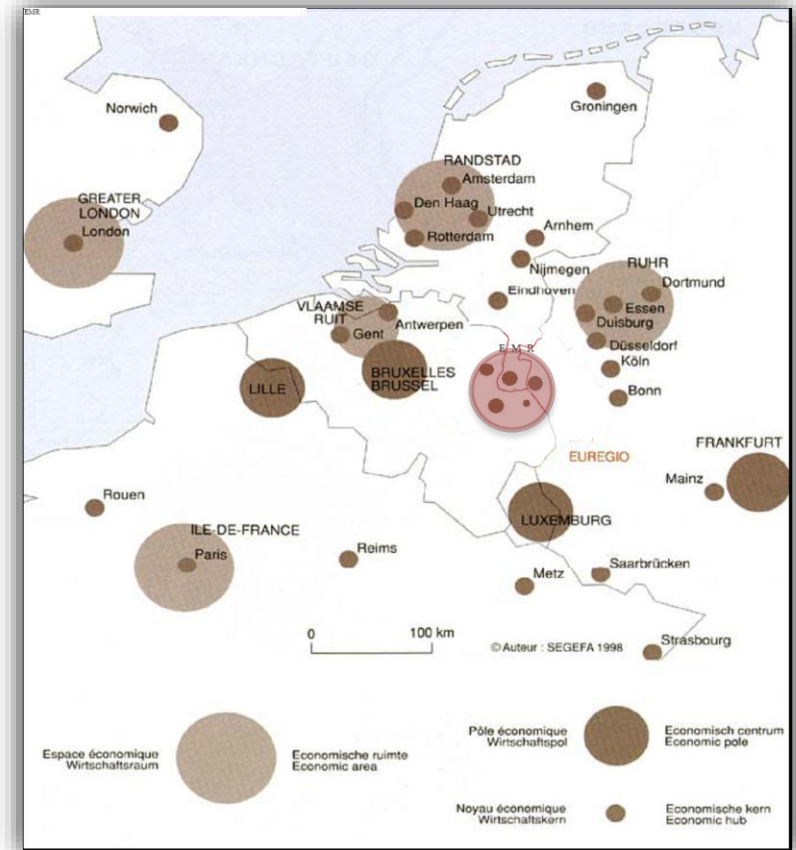 EMR
Norwich
Groningen
RANDSTAD
Amsterdam
GREATER
LONDON
London
Den Haag
Utrecht
Rotterdam
Arnhem
Nijmegen
RUHR
Dortmund
Eindhoven
Essen
Duisburg
VLAAMSE
RUIT
Gent
Antwerpen
Düsseldorf
E M R
Köln
BRUXELLES
BRUSSEL
LILLE
Bonn
FRANKFURT
EUREGIO
Mainz
Rouen
LUXEMBURG
ILE-DE-FRANCE
Paris
Reims
Metz
Saarbrücken
Strasbourg
0 100 km
© Auteur : SEGEFA 1998
Espace économique
Wirtschaftsraum
Economische ruimte
Economic area
Pôle économique
Wirtschaftspol
Economisch centrum
Economic pole
Noyau économique
Wirtschaftskern
Economische kern
Economic hub